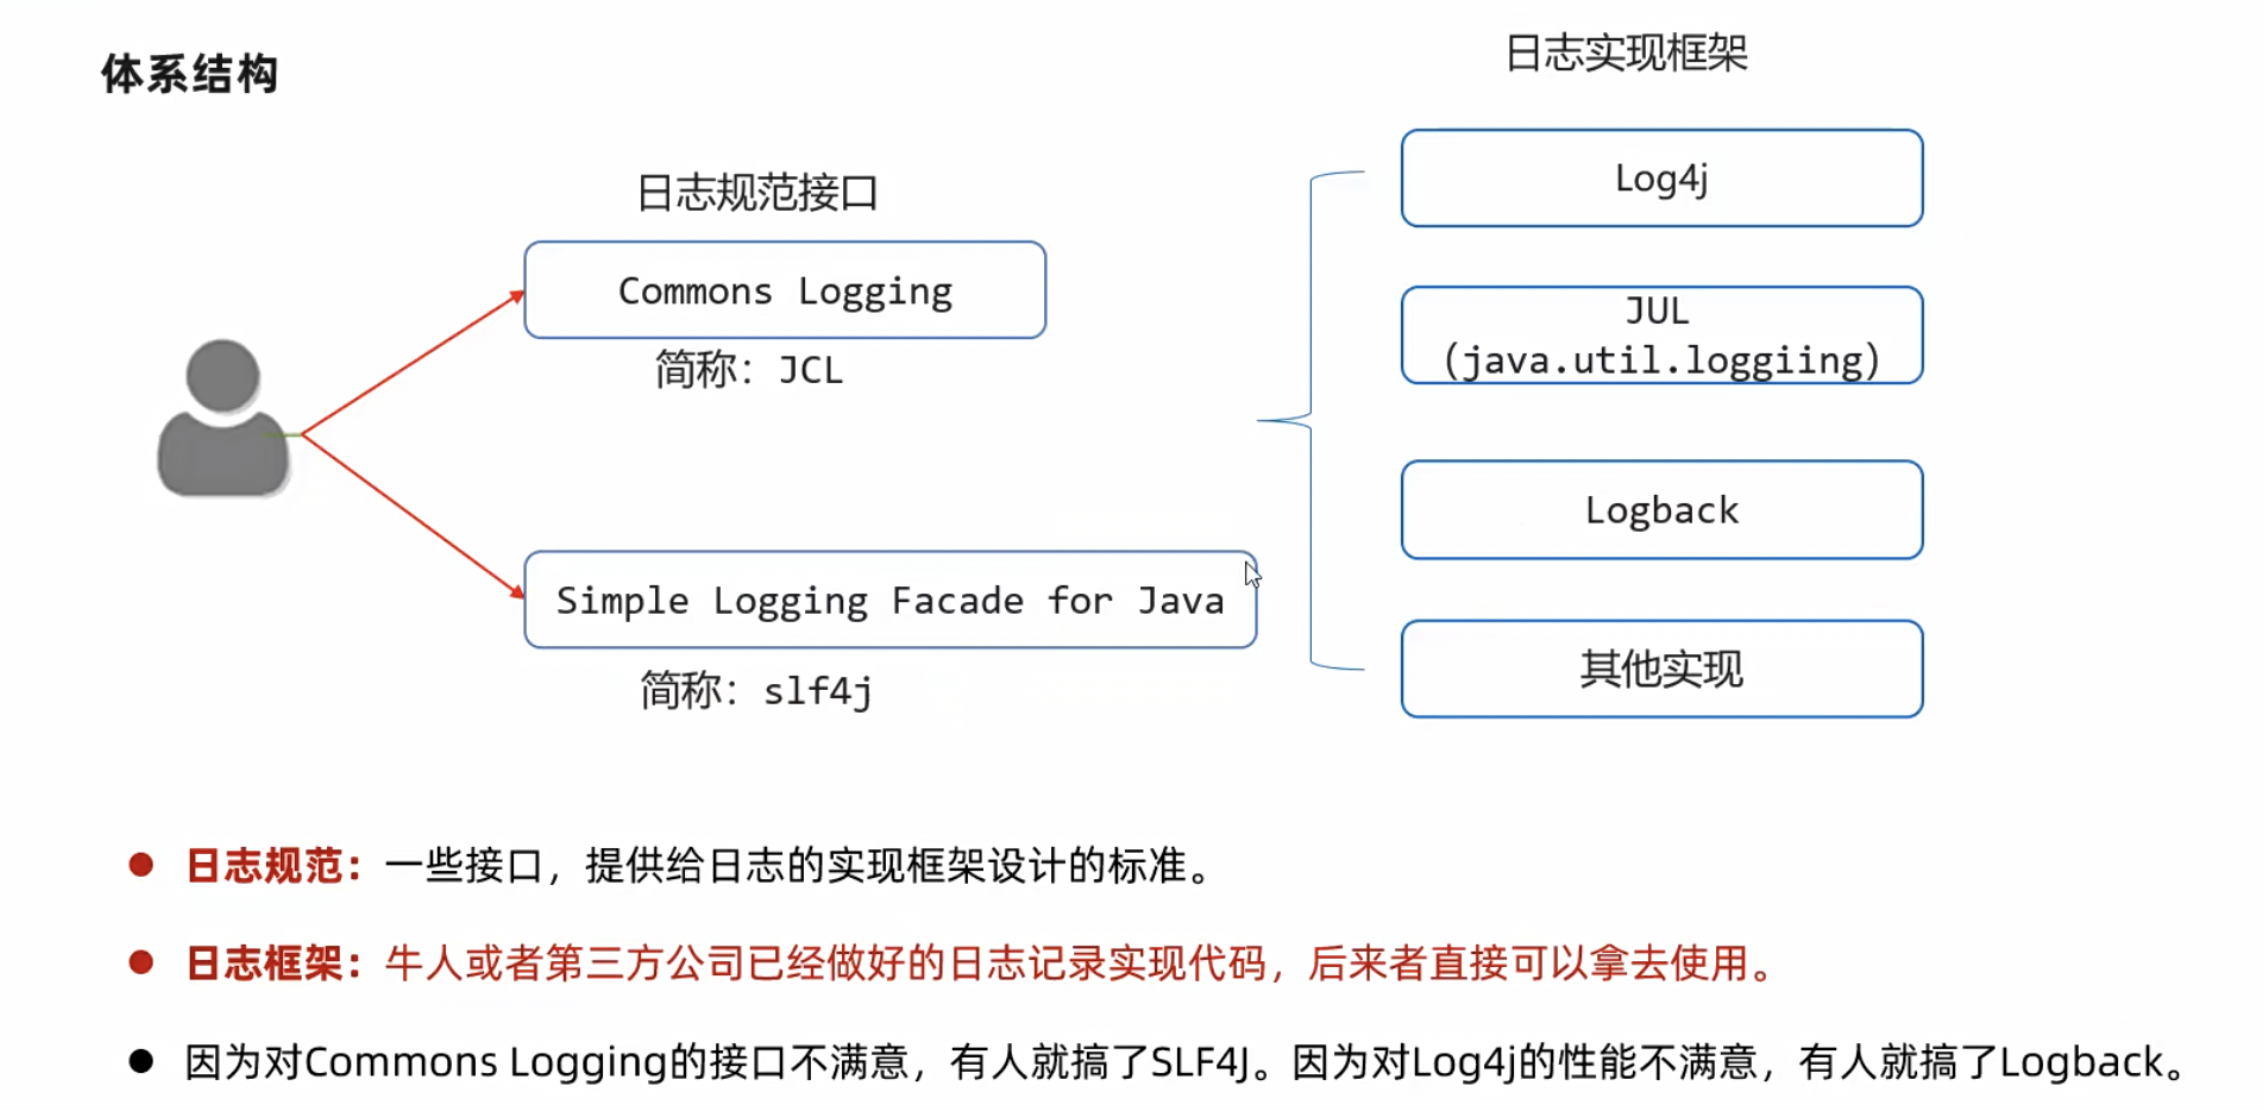 体系结构
日志规范接口
Commons Logging
简称：JCL
Simple Logging Facade for Java
简称：slf4j
日志实现框架
Log4j
JUL
（java.util.loggiing）
Logback
其他实现
日志规范：一些接口，提供给日志的实现框架设计的标准。
日志框架：牛人或者第三方公司已经做好的日志记录实现代码，后来者直接可以拿去使用。
因为对Commons Logging的接口不满意，有人就搞了SLF4J。因为对Log4j的性能不满意，有人就搞了Logback。